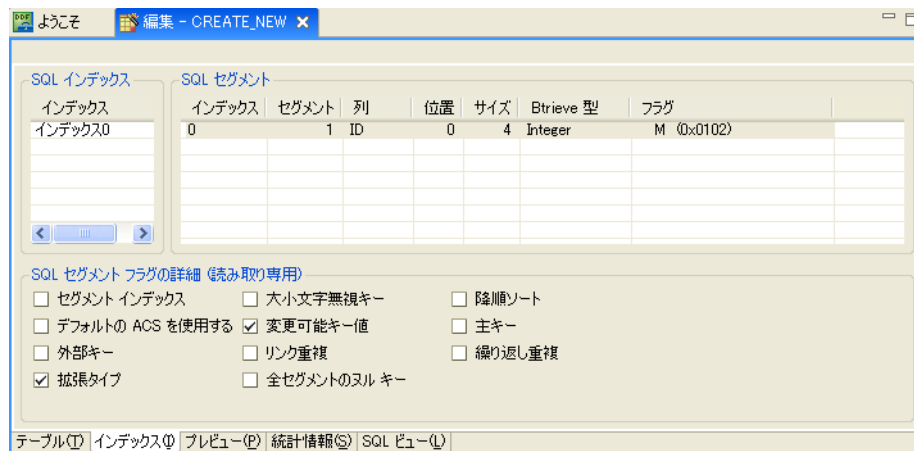 ようこそ 編集 - CREATE_NEW
SQL インデックス SQL セグメント
インデックス インデックス セグメント 列 位置 サイズ Btrieve 型 フラグ
インデックス0 0 1 ID 0 4 Integer M (0x0102)
SQL セグメント フラグの詳細 (読み取り専用)
セグメント インデックス 大小文字無視キー 降順ソート
デフォルトの ACS を使用する 変更可能キー値 主キー
外部キー リンク重複 繰り返し重複
拡張タイプ 全セグメントのヌル キー
テーブル(T) インデックス(I) プレビュー(P) 統計情報(S) SQL ビュー(L)